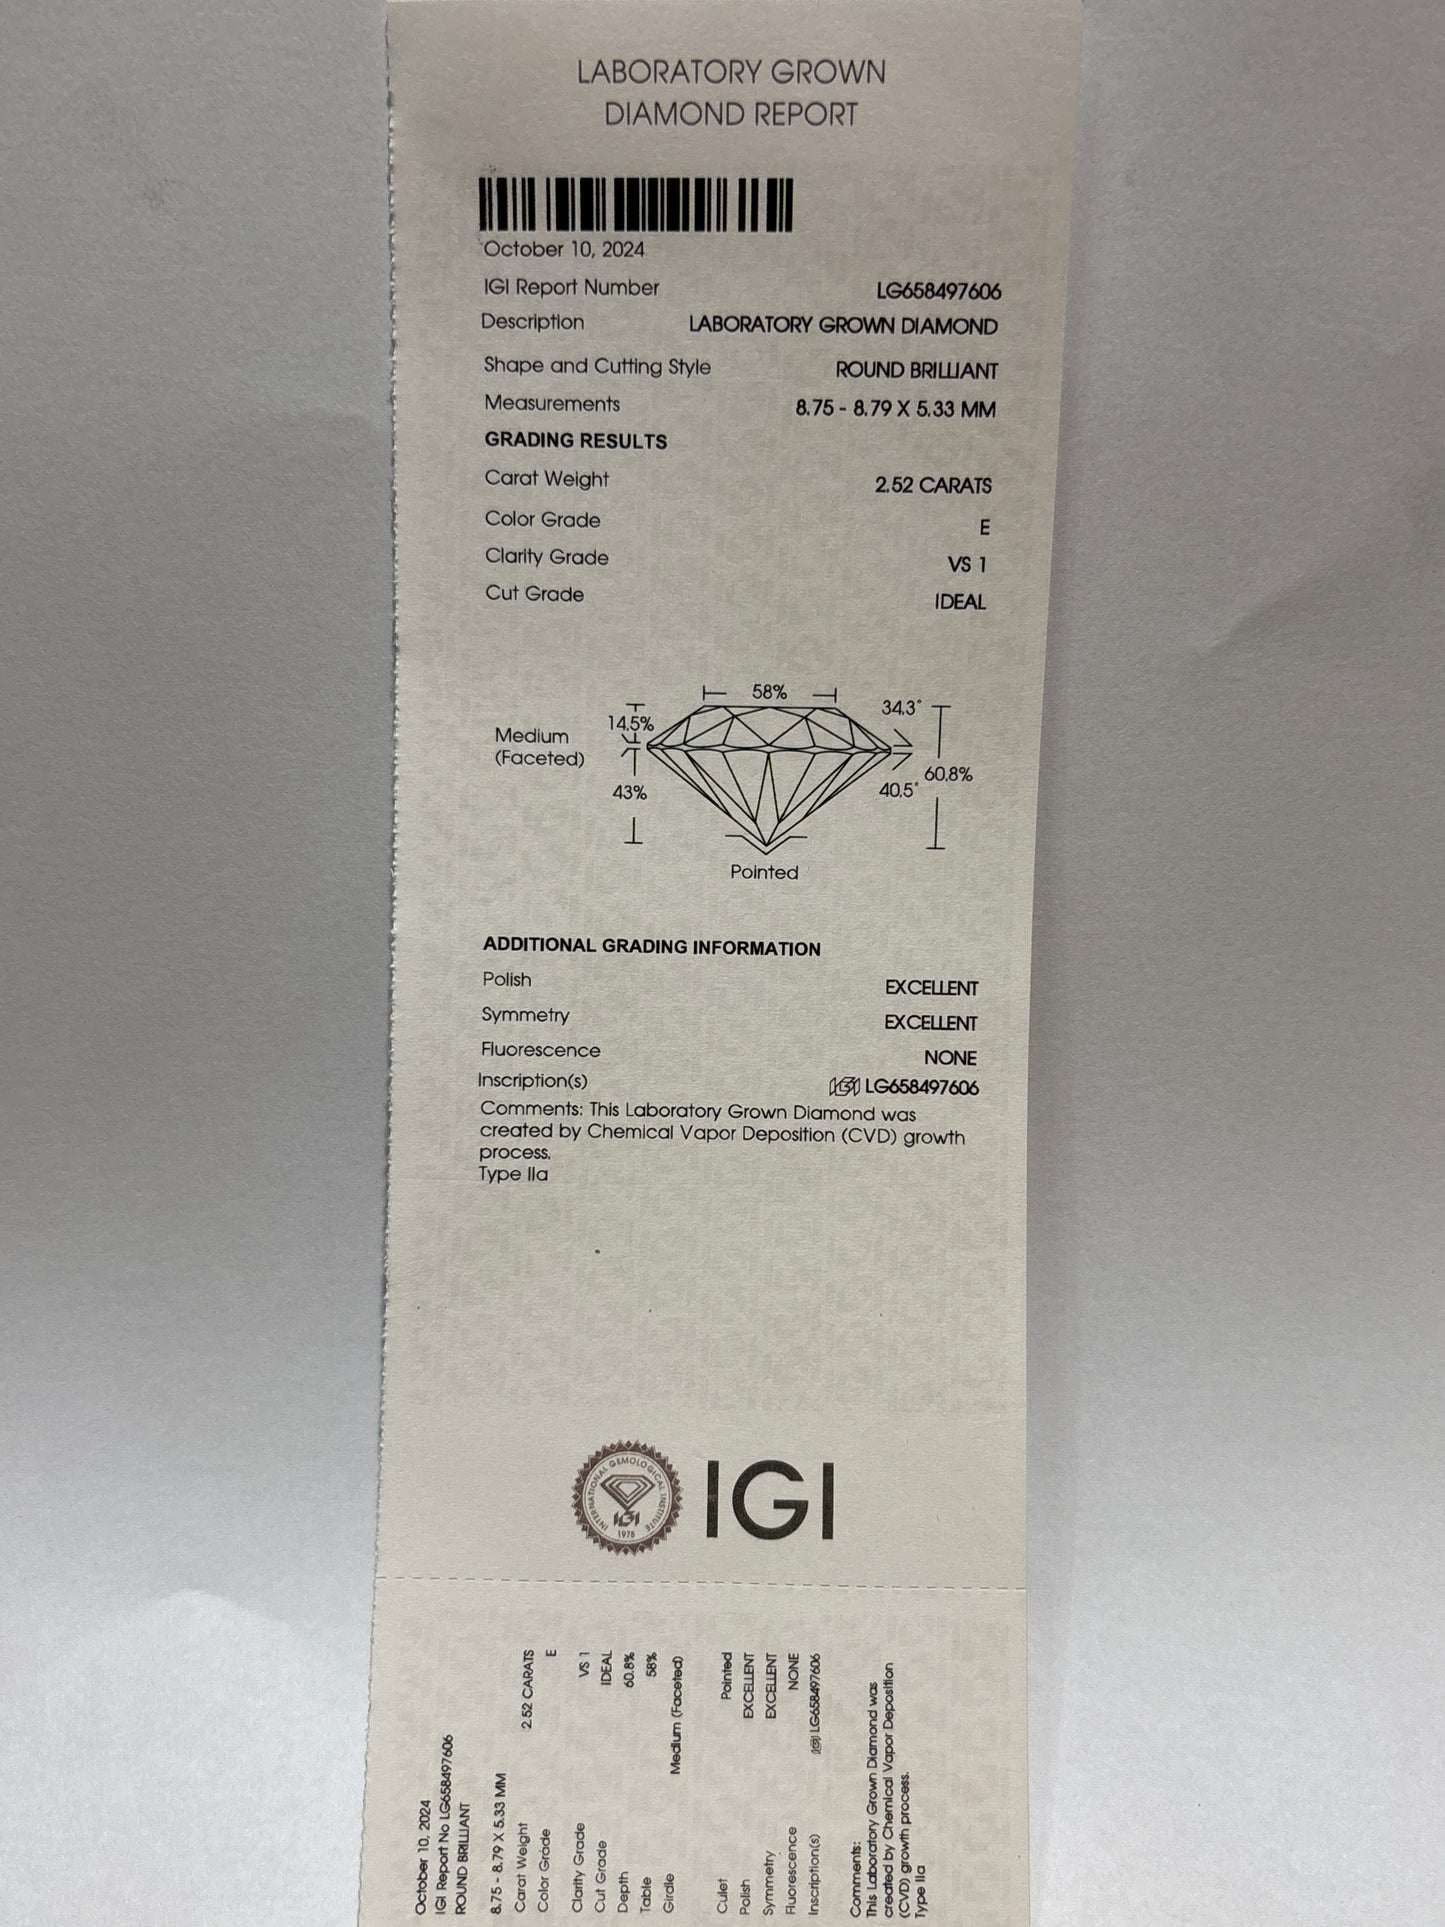 LABORATORY GROWN
DIAMOND REPORT
October 10, 2024
IGI Report Number LG658497606
Description LABORATORY GROWN DIAMOND
Shape and Cutting Style ROUND BRILLIANT
Measurements 8.75 - 8.79 X 5.33 MM
GRADING RESULTS
Carat Weight 2.52 CARATS
Color Grade E
Clarity Grade VS 1
Cut Grade IDEAL
58%
14.5%
34.3°
Medium
(Faceted)
43%
40.5°
60.8%
Pointed
ADDITIONAL GRADING INFORMATION
Polish EXCELLENT
Symmetry EXCELLENT
Fluorescence NONE
Inscription(s) IGI LG658497606
Comments: This Laboratory Grown Diamond was
created by Chemical Vapor Deposition (CVD) growth
process.
Type IIa
INTERNATIONAL GEMOLOGICAL INSTITUTE
IGI
1975
IGI
October 10, 2024
IGI Report No LG658497606
ROUND BRILLIANT
8.75 - 8.79 X 5.33 MM
Carat Weight 2.52 CARATS
Color Grade E
Clarity Grade VS 1
Cut Grade IDEAL
Depth 60.8%
Table 58%
Girdle Medium (Faceted)
Culet Pointed
Polish EXCELLENT
Symmetry EXCELLENT
Fluorescence NONE
Inscription(s) IGI LG658497606
Comments:
This Laboratory Grown Diamond was
created by Chemical Vapor Deposition
(CVD) growth process.
Type IIa